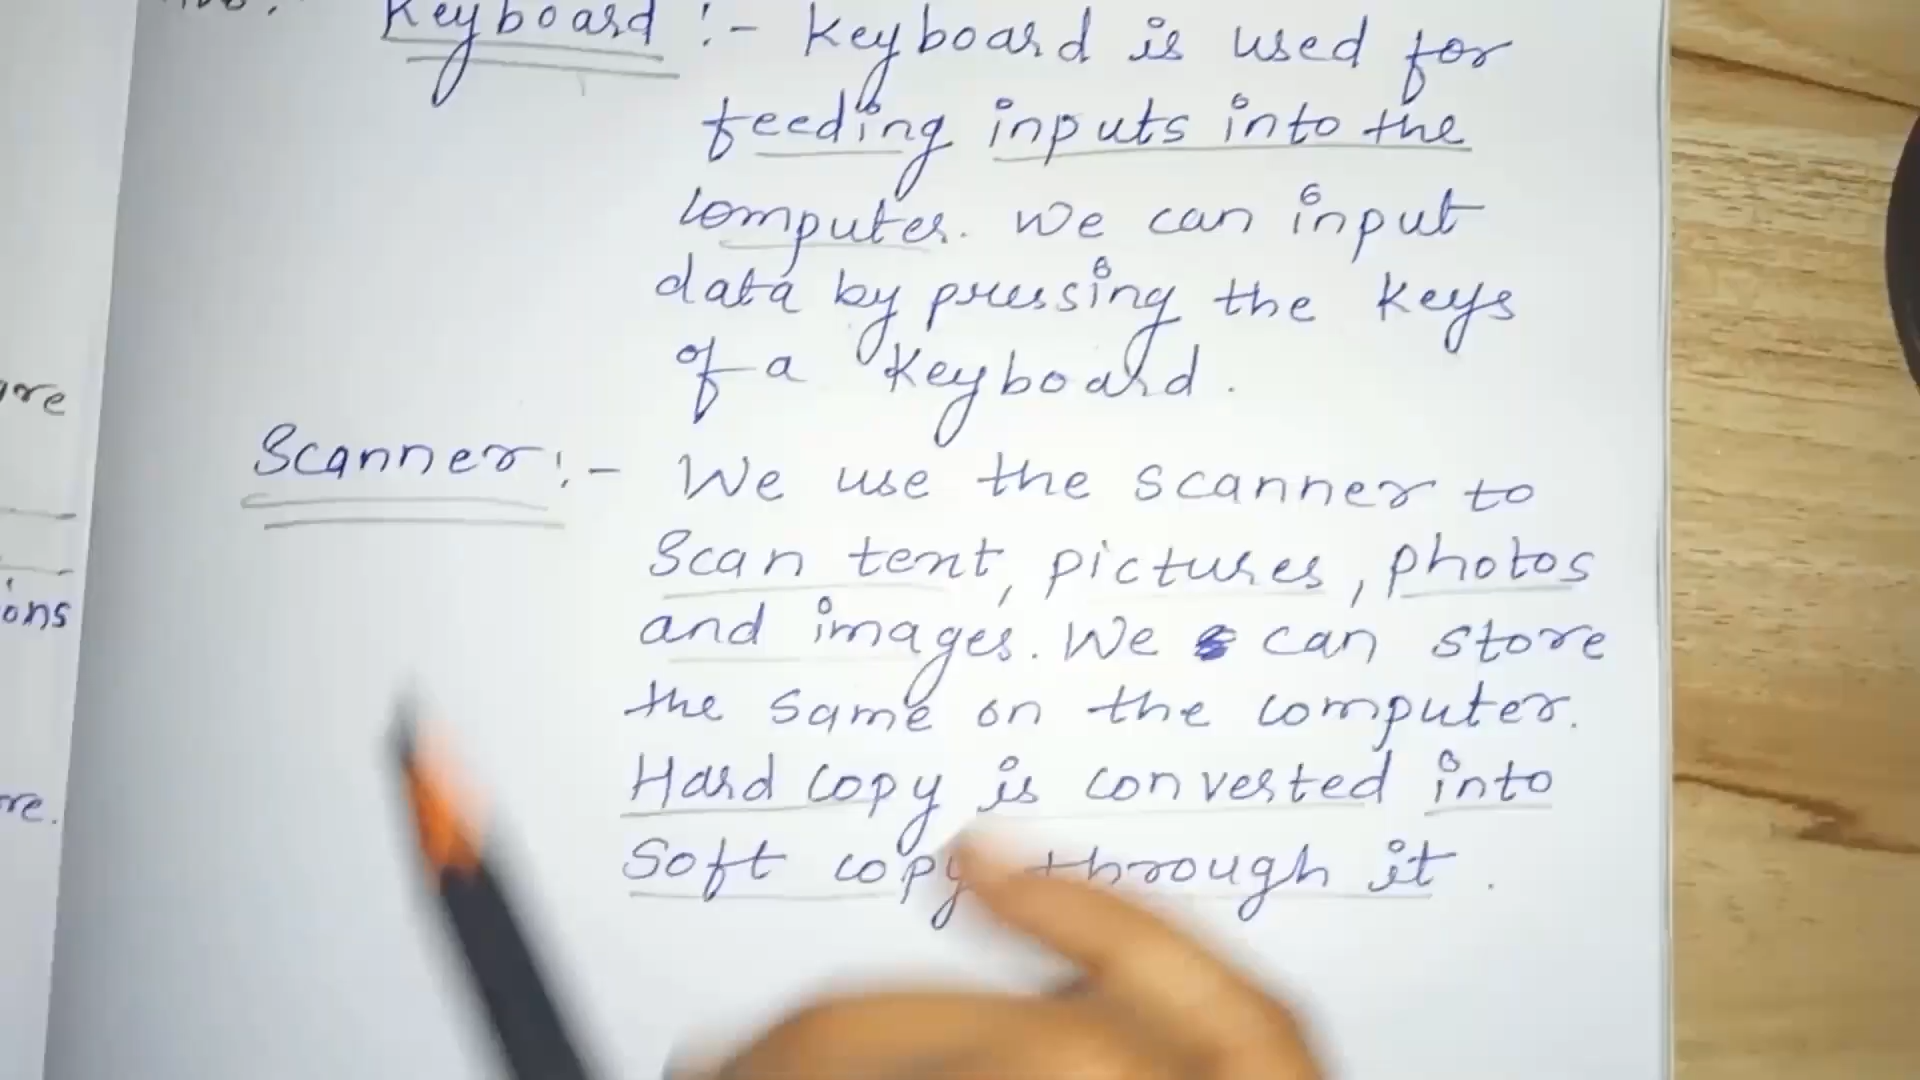 Keyboard :- Keyboard is used for
feeding inputs into the
computer. We can input
data by pressing the keys
of a keyboard.
Scanner :- We use the scanner to
Scan text, pictures, photos
and images. We can store
the same on the computer.
Hard copy is converted into
Soft copy through it.
ions